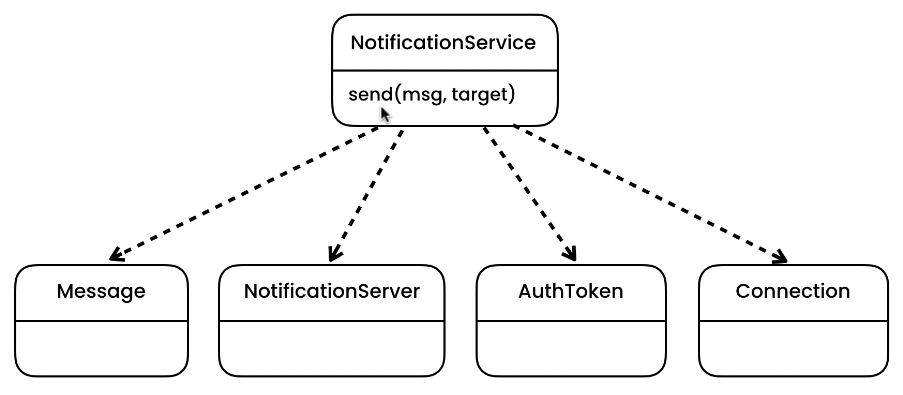 NotificationService
send(msg, target)
Message
NotificationServer
AuthToken
Connection